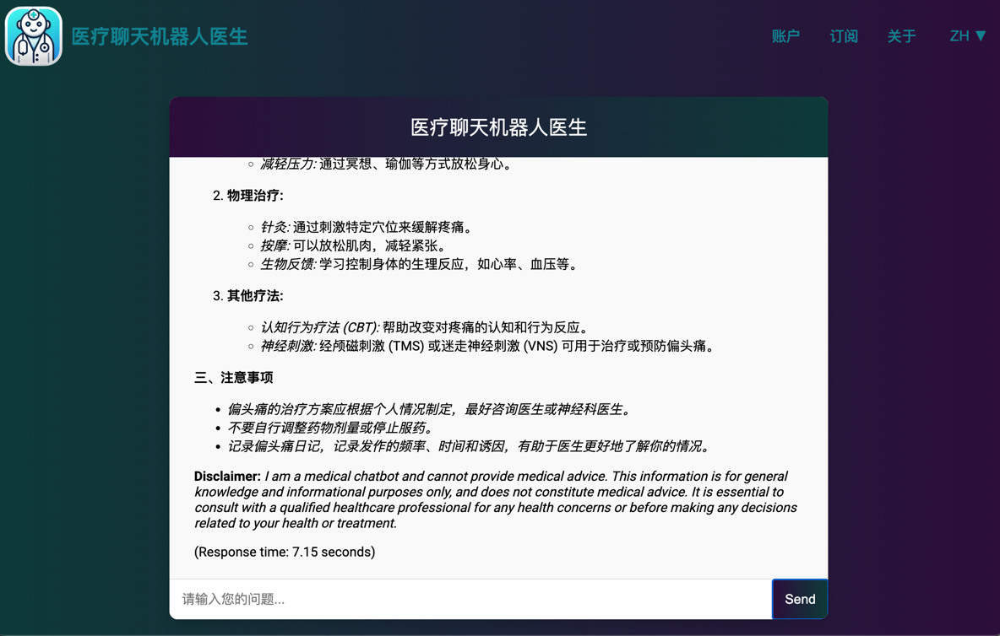 医疗聊天机器人医生
账户 订阅 关于 ZH ▼
医疗聊天机器人医生
◦ 减轻压力: 通过冥想、瑜伽等方式放松身心。
2. 物理治疗:
◦ 针灸: 通过刺激特定穴位来缓解疼痛。
◦ 按摩: 可以放松肌肉，减轻紧张。
◦ 生物反馈: 学习控制身体的生理反应，如心率、血压等。
3. 其他疗法:
◦ 认知行为疗法 (CBT): 帮助改变对疼痛的认知和行为反应。
◦ 神经刺激: 经颅磁刺激 (TMS) 或迷走神经刺激 (VNS) 可用于治疗或预防偏头痛。
三、注意事项
• 偏头痛的治疗方案应根据个人情况制定，最好咨询医生或神经科医生。
• 不要自行调整药物剂量或停止服药。
• 记录偏头痛日记，记录发作的频率、时间和诱因，有助于医生更好地了解你的情况。
Disclaimer: I am a medical chatbot and cannot provide medical advice. This information is for general
knowledge and informational purposes only, and does not constitute medical advice. It is essential to
consult with a qualified healthcare professional for any health concerns or before making any decisions
related to your health or treatment.
(Response time: 7.15 seconds)
请输入您的问题...
Send